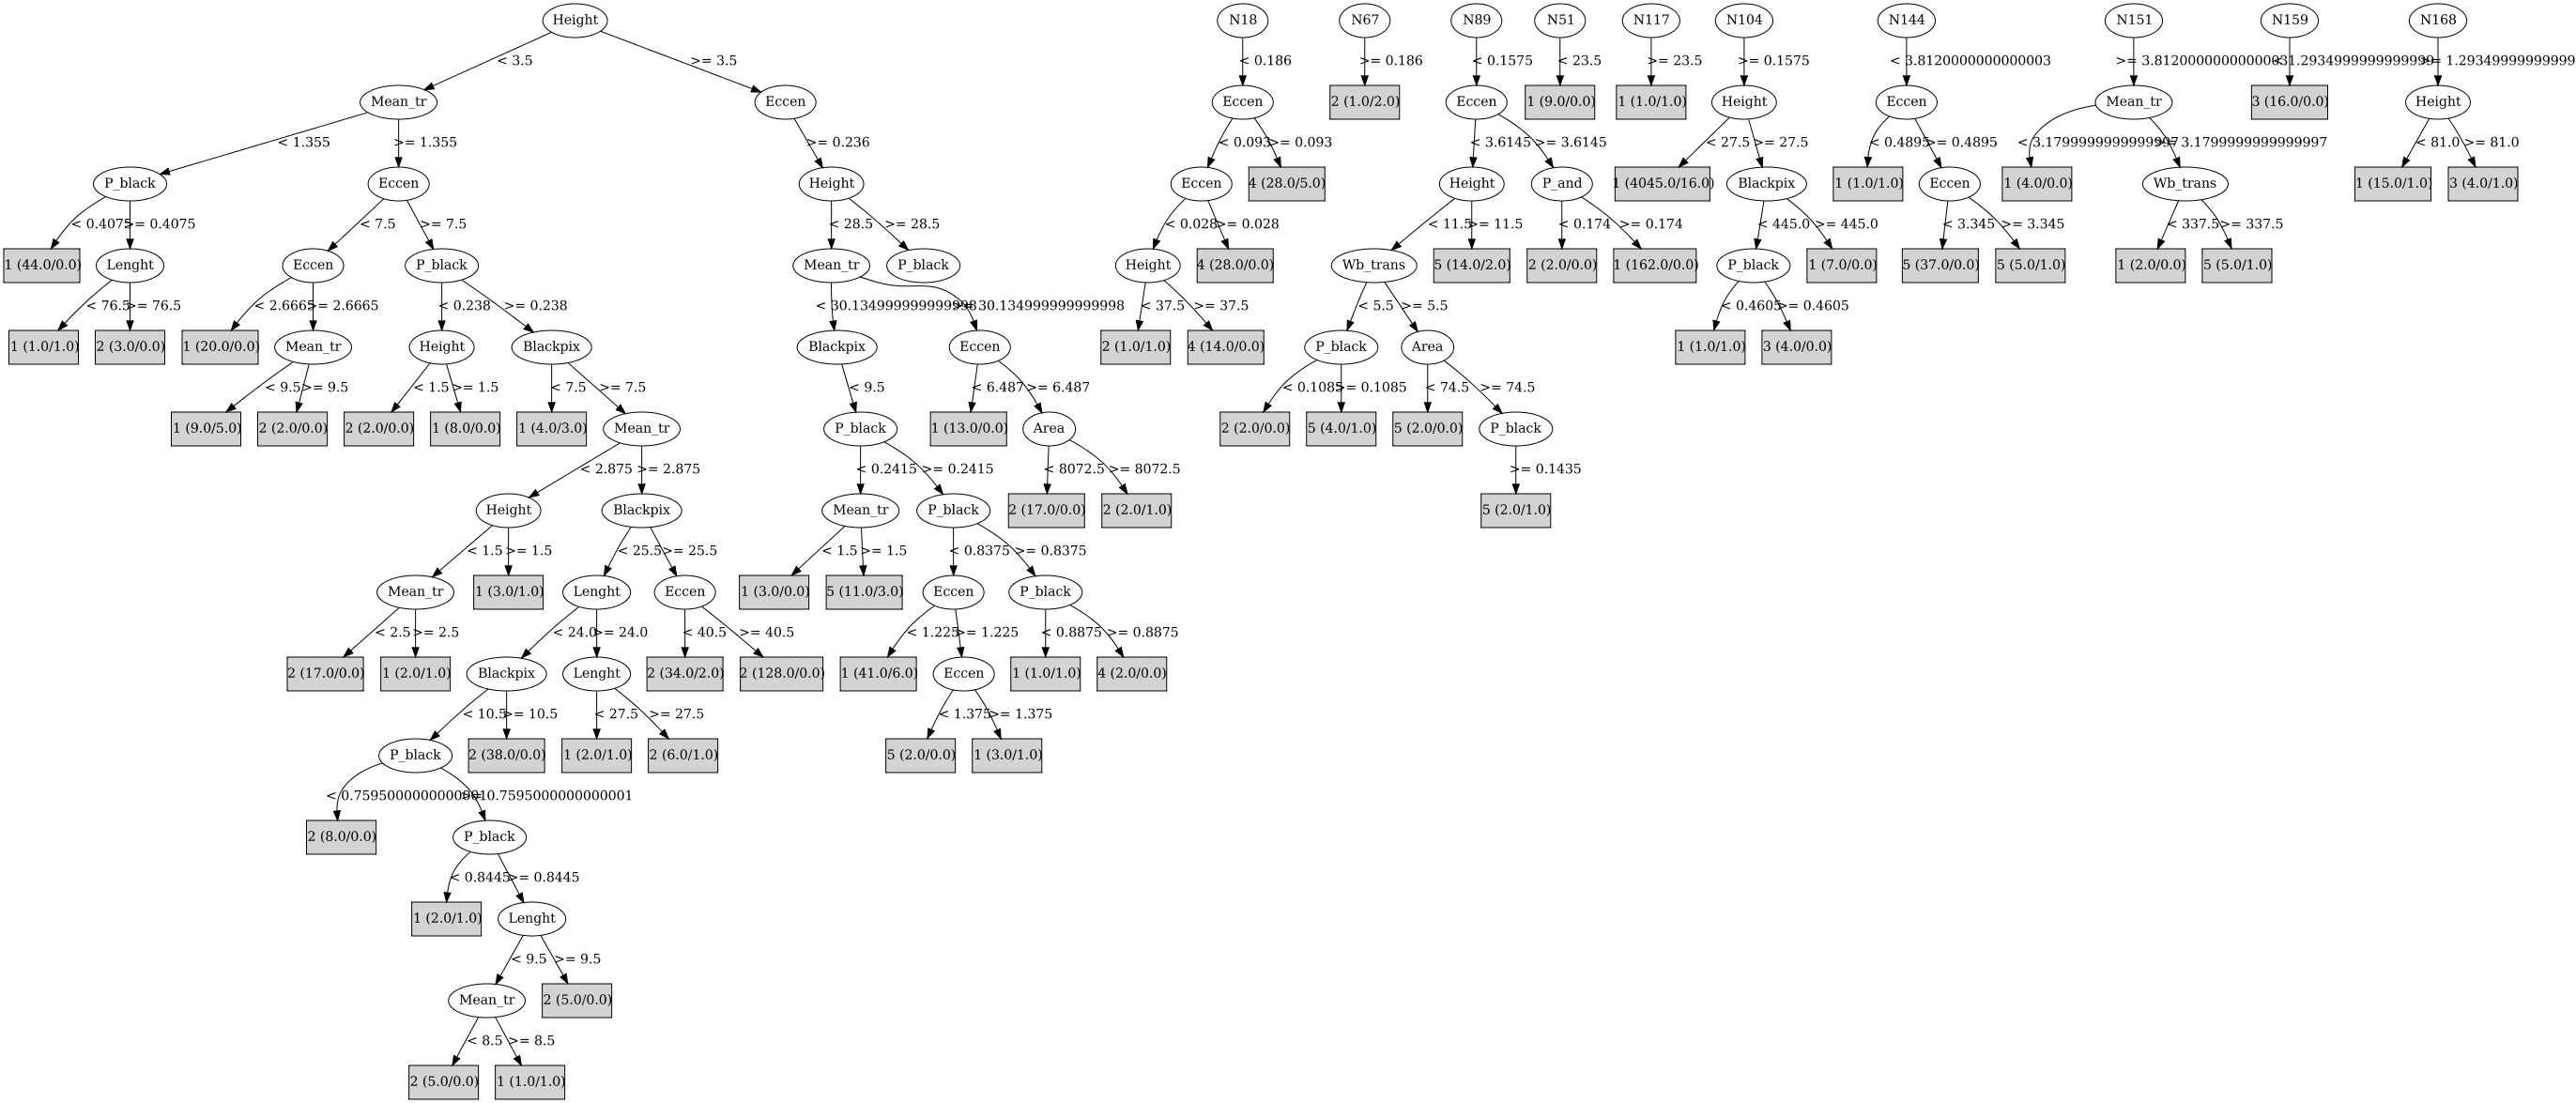 Height N18 N67 N89 N51 N117 N104 N144 N151 N159 N168
< 3.5 >= 3.5 < 0.186 >= 0.186 < 0.1575 < 23.5 >= 23.5 >= 0.1575 < 3.8120000000000003 >= 3.8120000000000003 < 1.2934999999999999 >= 1.29349999999999
Mean_tr Eccen Eccen 2 (1.0/2.0) Eccen 1 (9.0/0.0) 1 (1.0/1.0) Height Eccen Mean_tr 3 (16.0/0.0) Height
< 1.355 >= 1.355 >= 0.236 < 0.093 >= 0.093 < 3.6145 >= 3.6145 < 27.5 >= 27.5 < 0.4895 >= 0.4895 < 3.1799999999999997 >= 3.1799999999999997 < 81.0 >= 81.0
P_black Eccen Height Eccen 4 (28.0/5.0) Height P_and 1 (4045.0/16.0) Blackpix 1 (1.0/1.0) Eccen 1 (4.0/0.0) Wb_trans 1 (15.0/1.0) 3 (4.0/1.0)
< 0.4075 >= 0.4075 < 7.5 >= 7.5 < 28.5 >= 28.5 < 0.028 >= 0.028 < 11.5 >= 11.5 < 0.174 >= 0.174 < 445.0 >= 445.0 < 3.345 >= 3.345 < 337.5 >= 337.5
1 (44.0/0.0) Lenght Eccen P_black Mean_tr P_black Height 4 (28.0/0.0) Wb_trans 5 (14.0/2.0) 2 (2.0/0.0) 1 (162.0/0.0) P_black 1 (7.0/0.0) 5 (37.0/0.0) 5 (5.0/1.0) 1 (2.0/0.0) 5 (5.0/1.0)
< 76.5 >= 76.5 < 2.6665 >= 2.6665 < 0.238 >= 0.238 < 30.134999999999998 >= 30.134999999999998 < 37.5 >= 37.5 < 5.5 >= 5.5 < 0.4605 >= 0.4605
1 (1.0/1.0) 2 (3.0/0.0) 1 (20.0/0.0) Mean_tr Height Blackpix Blackpix Eccen 2 (1.0/1.0) 4 (14.0/0.0) P_black Area 1 (1.0/1.0) 3 (4.0/0.0)
< 9.5 >= 9.5 < 1.5 >= 1.5 < 7.5 >= 7.5 < 9.5 < 6.487 >= 6.487 < 0.1085 >= 0.1085 < 74.5 >= 74.5
1 (9.0/5.0) 2 (2.0/0.0) 2 (2.0/0.0) 1 (8.0/0.0) 1 (4.0/3.0) Mean_tr P_black 1 (13.0/0.0) Area 2 (2.0/0.0) 5 (4.0/1.0) 5 (2.0/0.0) P_black
< 2.875 >= 2.875 < 0.2415 >= 0.2415 < 8072.5 >= 8072.5 >= 0.1435
Height Blackpix Mean_tr P_black 2 (17.0/0.0) 2 (2.0/1.0) 5 (2.0/1.0)
< 1.5 >= 1.5 < 25.5 >= 25.5 < 1.5 >= 1.5 < 0.8375 >= 0.8375
Mean_tr 1 (3.0/1.0) Lenght Eccen 1 (3.0/0.0) 5 (11.0/3.0) Eccen P_black
< 2.5 >= 2.5 < 24.0 >= 24.0 < 40.5 >= 40.5 < 1.225 >= 1.225 < 0.8875 >= 0.8875
2 (17.0/0.0) 1 (2.0/1.0) Blackpix Lenght 2 (34.0/2.0) 2 (128.0/0.0) 1 (41.0/6.0) Eccen 1 (1.0/1.0) 4 (2.0/0.0)
< 10.5 >= 10.5 < 27.5 >= 27.5 < 1.375 >= 1.375
P_black 2 (38.0/0.0) 1 (2.0/1.0) 2 (6.0/1.0) 5 (2.0/0.0) 1 (3.0/1.0)
< 0.7595000000000001 >= 0.7595000000000001
2 (8.0/0.0) P_black
< 0.8445 >= 0.8445
1 (2.0/1.0) Lenght
< 9.5 >= 9.5
Mean_tr 2 (5.0/0.0)
< 8.5 >= 8.5
2 (5.0/0.0) 1 (1.0/1.0)